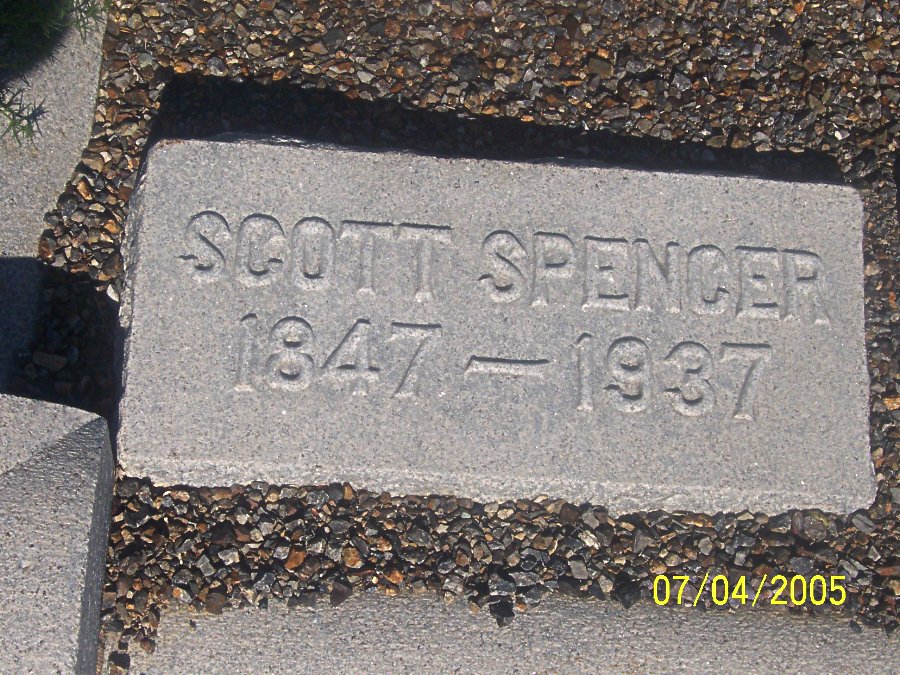 SCOTT SPENCER
1847 — 1937
07/04/2005